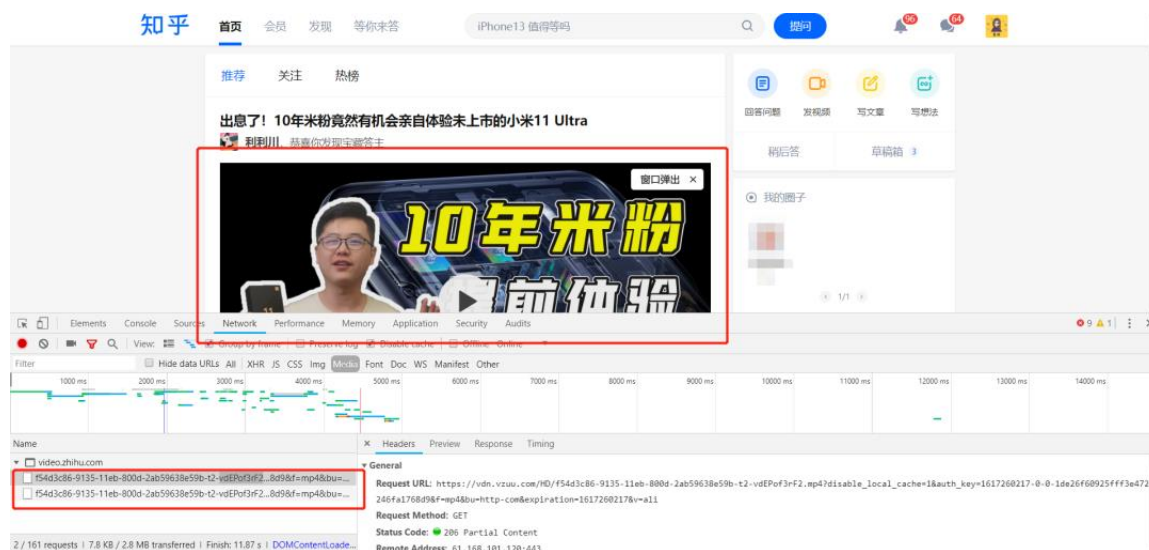 知乎 首页 会员 发现 等你来答 iPhone13 值得等吗 提问 96 64
推荐 关注 热榜
出息了！10年米粉竟然有机会会亲自体验未上市的小米11 Ultra
利利川，恭喜你发现宝藏答主
窗口弹出 ×
10年米粉
提前体验
11
回答问题 发视频 写文章 写想法
稍后答 草稿箱 3
我的圈子
1/1
Elements Console Sources Network Performance Memory Application Security Audits 9 1
View: Group by frame Preserve log Disable cache Offline Online
Filter Hide data URLs All XHR JS CSS Img Media Font Doc WS Manifest Other
1000 ms 2000 ms 3000 ms 4000 ms 5000 ms 6000 ms 7000 ms 8000 ms 9000 ms 10000 ms 11000 ms 12000 ms 13000 ms 14000 ms
Name
video.zhihu.com
f54d3c86-9135-11eb-800d-2ab59638e59b-t2-vdEPof3rF2...8d9&f=mp4&bu=...
f54d3c86-9135-11eb-800d-2ab59638e59b-t2-vdEPof3rF2...8d9&f=mp4&bu=...
2 / 161 requests | 7.8 KB / 2.8 MB transferred | Finish: 11.87 s | DOMContentLoade...
× Headers Preview Response Timing
General
Request URL: https://vdn.vzuu.com/HD/f54d3c86-9135-11eb-800d-2ab59638e59b-t2-vdEPof3rF2.mp4?disable_local_cache=1&auth_key=1617260217-0-0-1de26f60925fff3e472
246fa1768d9&f=mp4&bu=http-com&expiration=1617260217&v=ali
Request Method: GET
Status Code: 206 Partial Content
Remote Address: 61.168.101.120:443